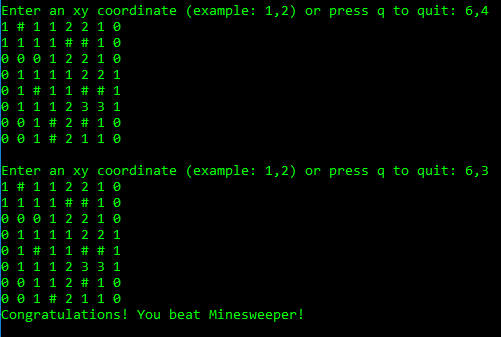 Enter an xy coordinate (example: 1,2) or press q to quit: 6,4
1 # 1 1 2 2 1 0
1 1 1 1 # # 1 0
0 0 0 1 2 2 1 0
0 1 1 1 1 2 2 1
0 1 # 1 1 # # 1
0 1 1 1 2 3 3 1
0 0 1 # 2 # 1 0
0 0 1 # 2 1 1 0
Enter an xy coordinate (example: 1,2) or press q to quit: 6,3
1 # 1 1 2 2 1 0
1 1 1 1 # # 1 0
0 0 0 1 2 2 1 0
0 1 1 1 1 2 2 1
0 1 # 1 1 # # 1
0 1 1 1 2 3 3 1
0 0 1 1 2 # 1 0
0 0 1 # 2 1 1 0
Congratulations! You beat Minesweeper!